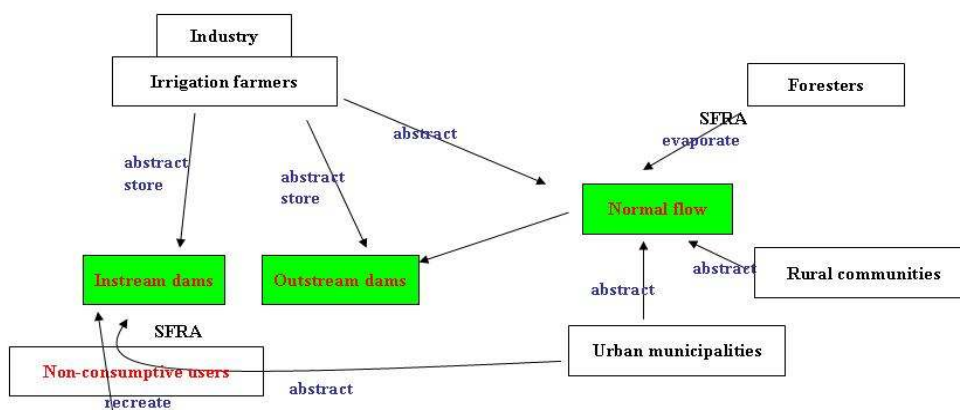 Industry
Irrigation farmers
Foresters
SFRA
evaporate
abstract
abstract
store
abstract
store
Normal flow
Instream dams
Outstream dams
abstract
Rural communities
abstract
SFRA
Urban municipalities
Non-consumptive users
abstract
recreate